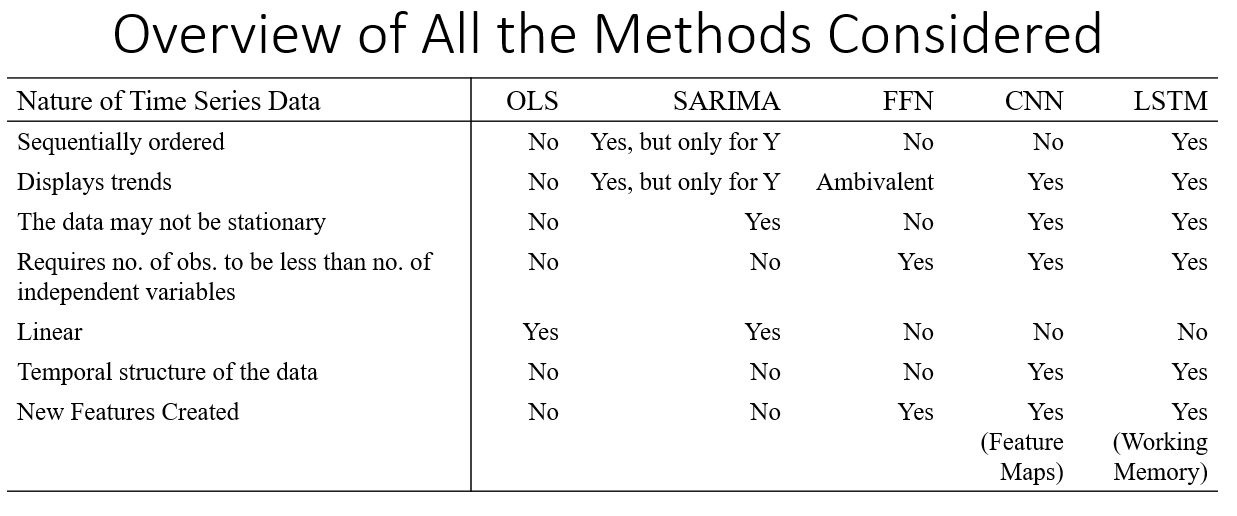 Overview of All the Methods Considered
Nature of Time Series Data OLS SARIMA FFN CNN LSTM
Sequentially ordered No Yes, but only for Y No No Yes
Displays trends No Yes, but only for Y Ambivalent Yes Yes
The data may not be stationary No Yes No Yes Yes
Requires no. of obs. to be less than no. of No No Yes Yes Yes
independent variables
Linear Yes Yes No No No
Temporal structure of the data No No No Yes Yes
New Features Created No No Yes Yes Yes
(Feature (Working
Maps) Memory)